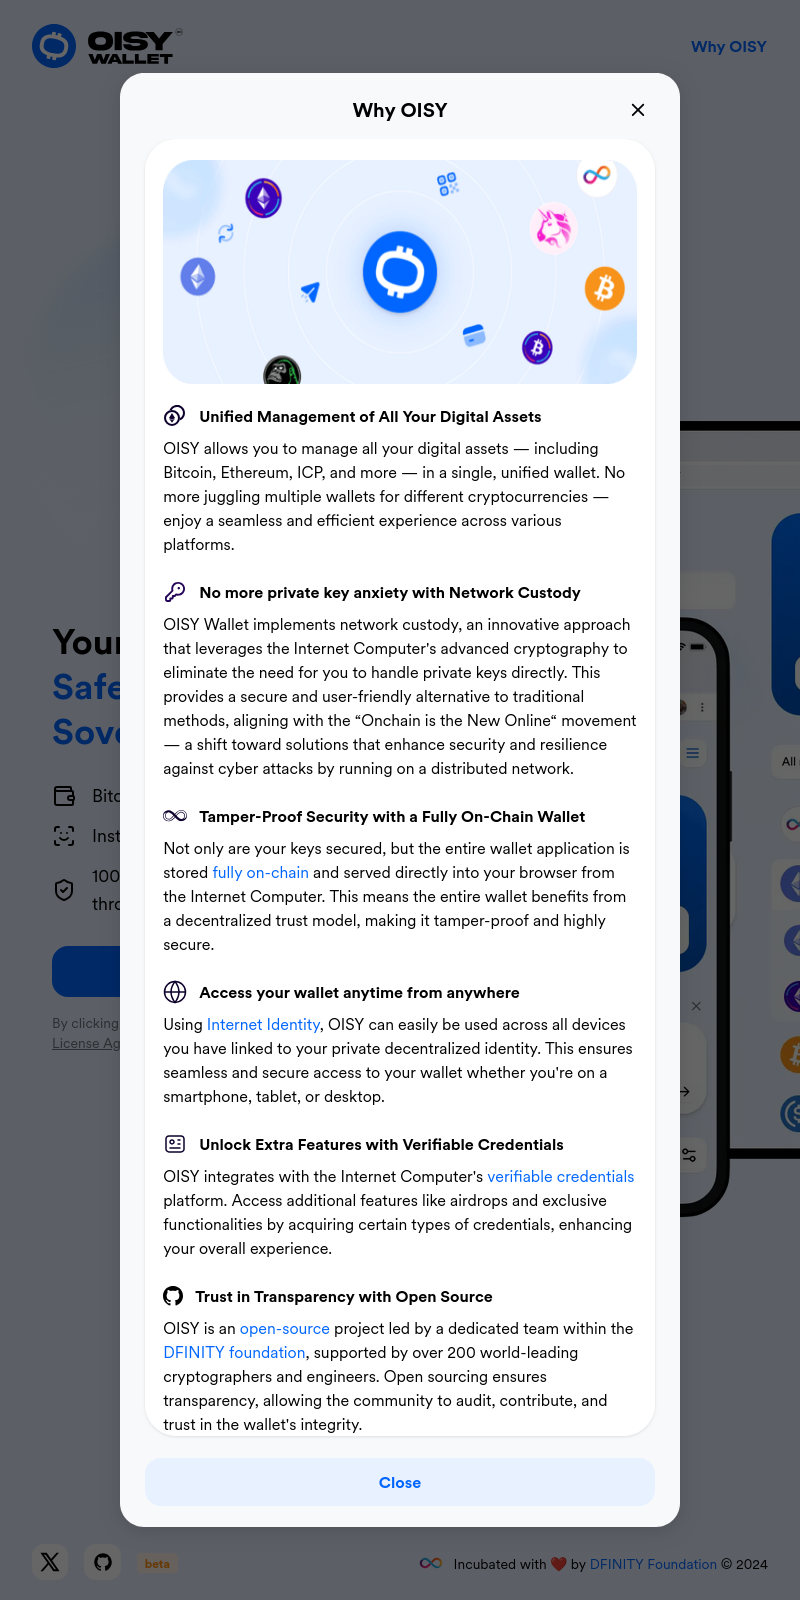 OISY
WALLET
Why OISY
Why OISY
Unified Management of All Your Digital Assets
OISY allows you to manage all your digital assets — including
Bitcoin, Ethereum, ICP, and more — in a single, unified wallet. No
more juggling multiple wallets for different cryptocurrencies —
enjoy a seamless and efficient experience across various
platforms.
No more private key anxiety with Network Custody
OISY Wallet implements network custody, an innovative approach
that leverages the Internet Computer's advanced cryptography to
eliminate the need for you to handle private keys directly. This
provides a secure and user-friendly alternative to traditional
methods, aligning with the “Onchain is the New Online“ movement
— a shift toward solutions that enhance security and resilience
against cyber attacks by running on a distributed network.
Tamper-Proof Security with a Fully On-Chain Wallet
Not only are your keys secured, but the entire wallet application is
stored fully on-chain and served directly into your browser from
the Internet Computer. This means the entire wallet benefits from
a decentralized trust model, making it tamper-proof and highly
secure.
Access your wallet anytime from anywhere
Using Internet Identity, OISY can easily be used across all devices
you have linked to your private decentralized identity. This ensures
seamless and secure access to your wallet whether you're on a
smartphone, tablet, or desktop.
Unlock Extra Features with Verifiable Credentials
OISY integrates with the Internet Computer's verifiable credentials
platform. Access additional features like airdrops and exclusive
functionalities by acquiring certain types of credentials, enhancing
your overall experience.
Trust in Transparency with Open Source
OISY is an open-source project led by a dedicated team within the
DFINITY foundation, supported by over 200 world-leading
cryptographers and engineers. Open sourcing ensures
transparency, allowing the community to audit, contribute, and
trust in the wallet's integrity.
Close
Your
Safe
Sove
Bitc
Inst
100
thro
By clicking
License Ag
All
beta
Incubated with ❤️ by DFINITY Foundation © 2024